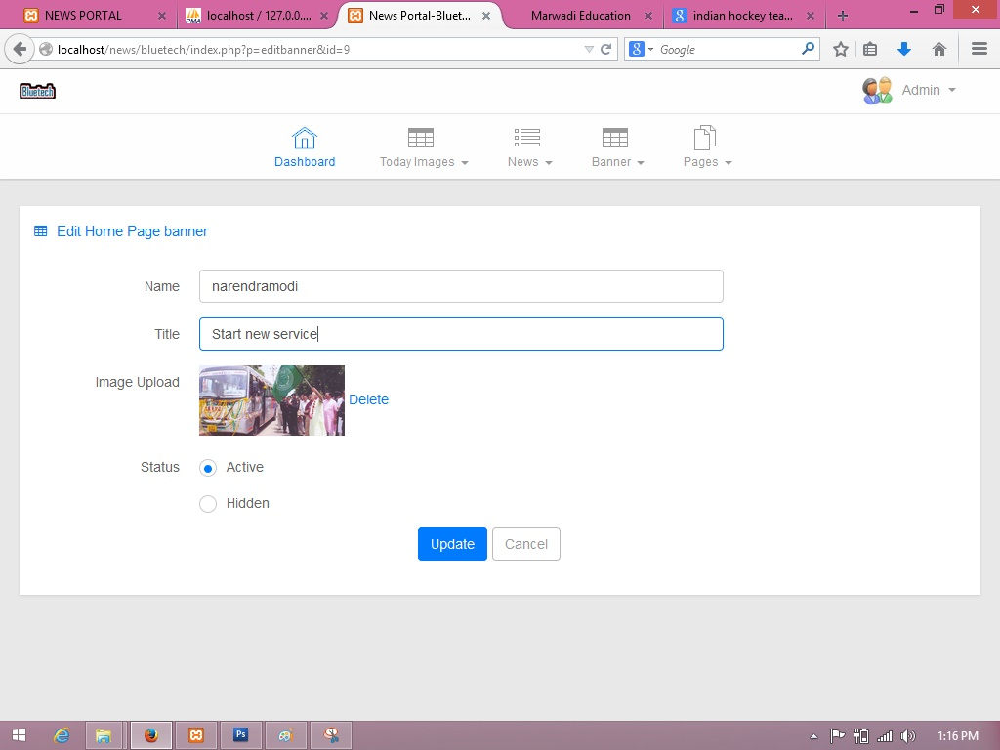 NEWS PORTAL
localhost / 127.0.0....
News Portal-Bluet...
Marwadi Education
indian hockey tea...
localhost/news/bluetech/index.php?p=editbanner&id=9
Google
Bluetech
Admin
Dashboard
Today Images
News
Banner
Pages
Edit Home Page banner
Name
narendramodi
Title
Start new service
Image Upload
Delete
Status
Active
Hidden
Update
Cancel
1:16 PM